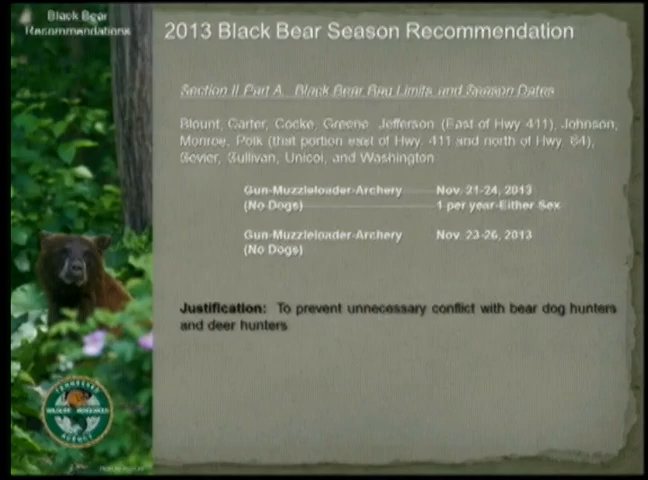 Black Bear
Recommendations
2013 Black Bear Season Recommendation
Section II Part A. Black Bear Bag Limits and Season Dates
Blount, Carter, Cocke, Greene, Jefferson (East of Hwy 411), Johnson,
Monroe, Polk (that portion east of Hwy. 411 and north of Hwy. 64),
Sevier, Sullivan, Unicoi, and Washington
Gun-Muzzleloader-Archery Nov. 21-24, 2013
(No Dogs) 1 per year-Either Sex
Gun-Muzzleloader-Archery Nov. 23-26, 2013
(No Dogs)
Justification: To prevent unnecessary conflict with bear dog hunters
and deer hunters
TENNESSEE
WILDLIFE RESOURCES
AGENCY